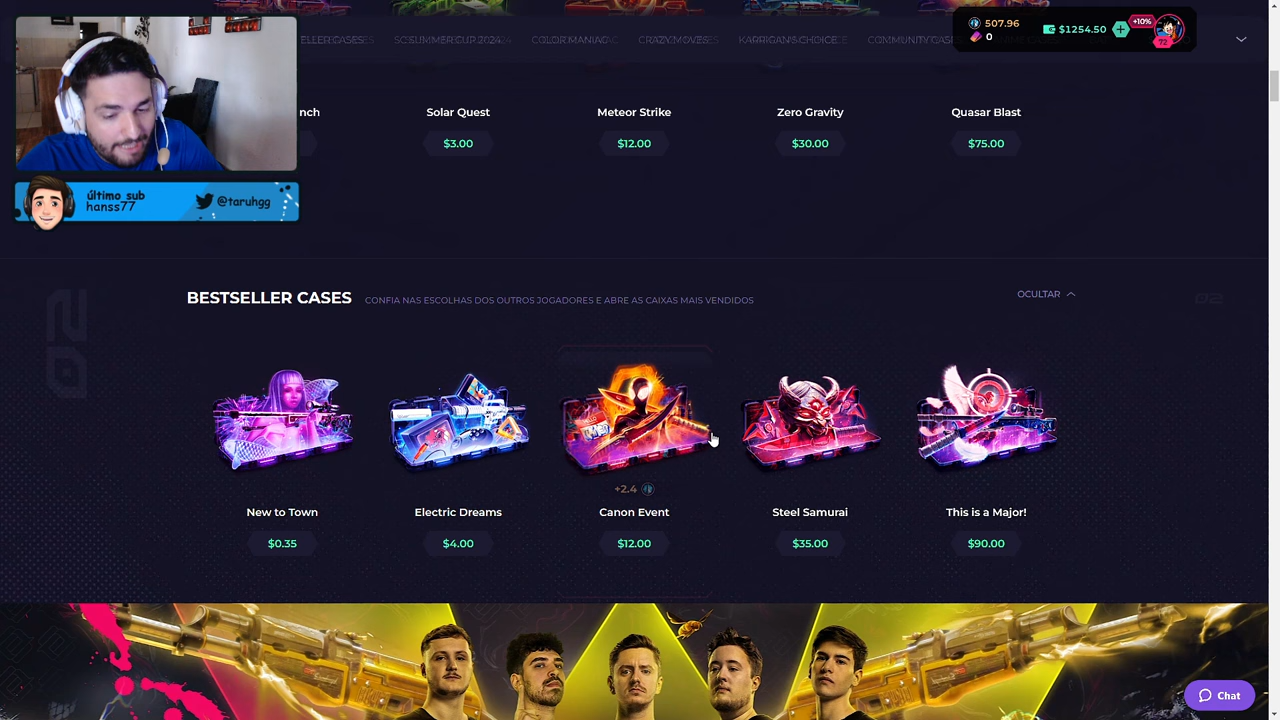 507.96
0
$1254.50
+10%
72
ELLER CASES
SUMMER CUP 2024
COLOR MANIAC
CRAZY MOVES
KARRIGAN'S CHOICE
COMMUNITY CASES
nch
Solar Quest
Meteor Strike
Zero Gravity
Quasar Blast
$3.00
$12.00
$30.00
$75.00
último_sub
hanss77
@taruhgg
02
BESTSELLER CASES
CONFIA NAS ESCOLHAS DOS OUTROS JOGADORES E ABRE AS CAIXAS MAIS VENDIDOS
OCULTAR
02
+2.4
New to Town
Electric Dreams
Canon Event
Steel Samurai
This is a Major!
$0.35
$4.00
$12.00
$35.00
$90.00
Chat